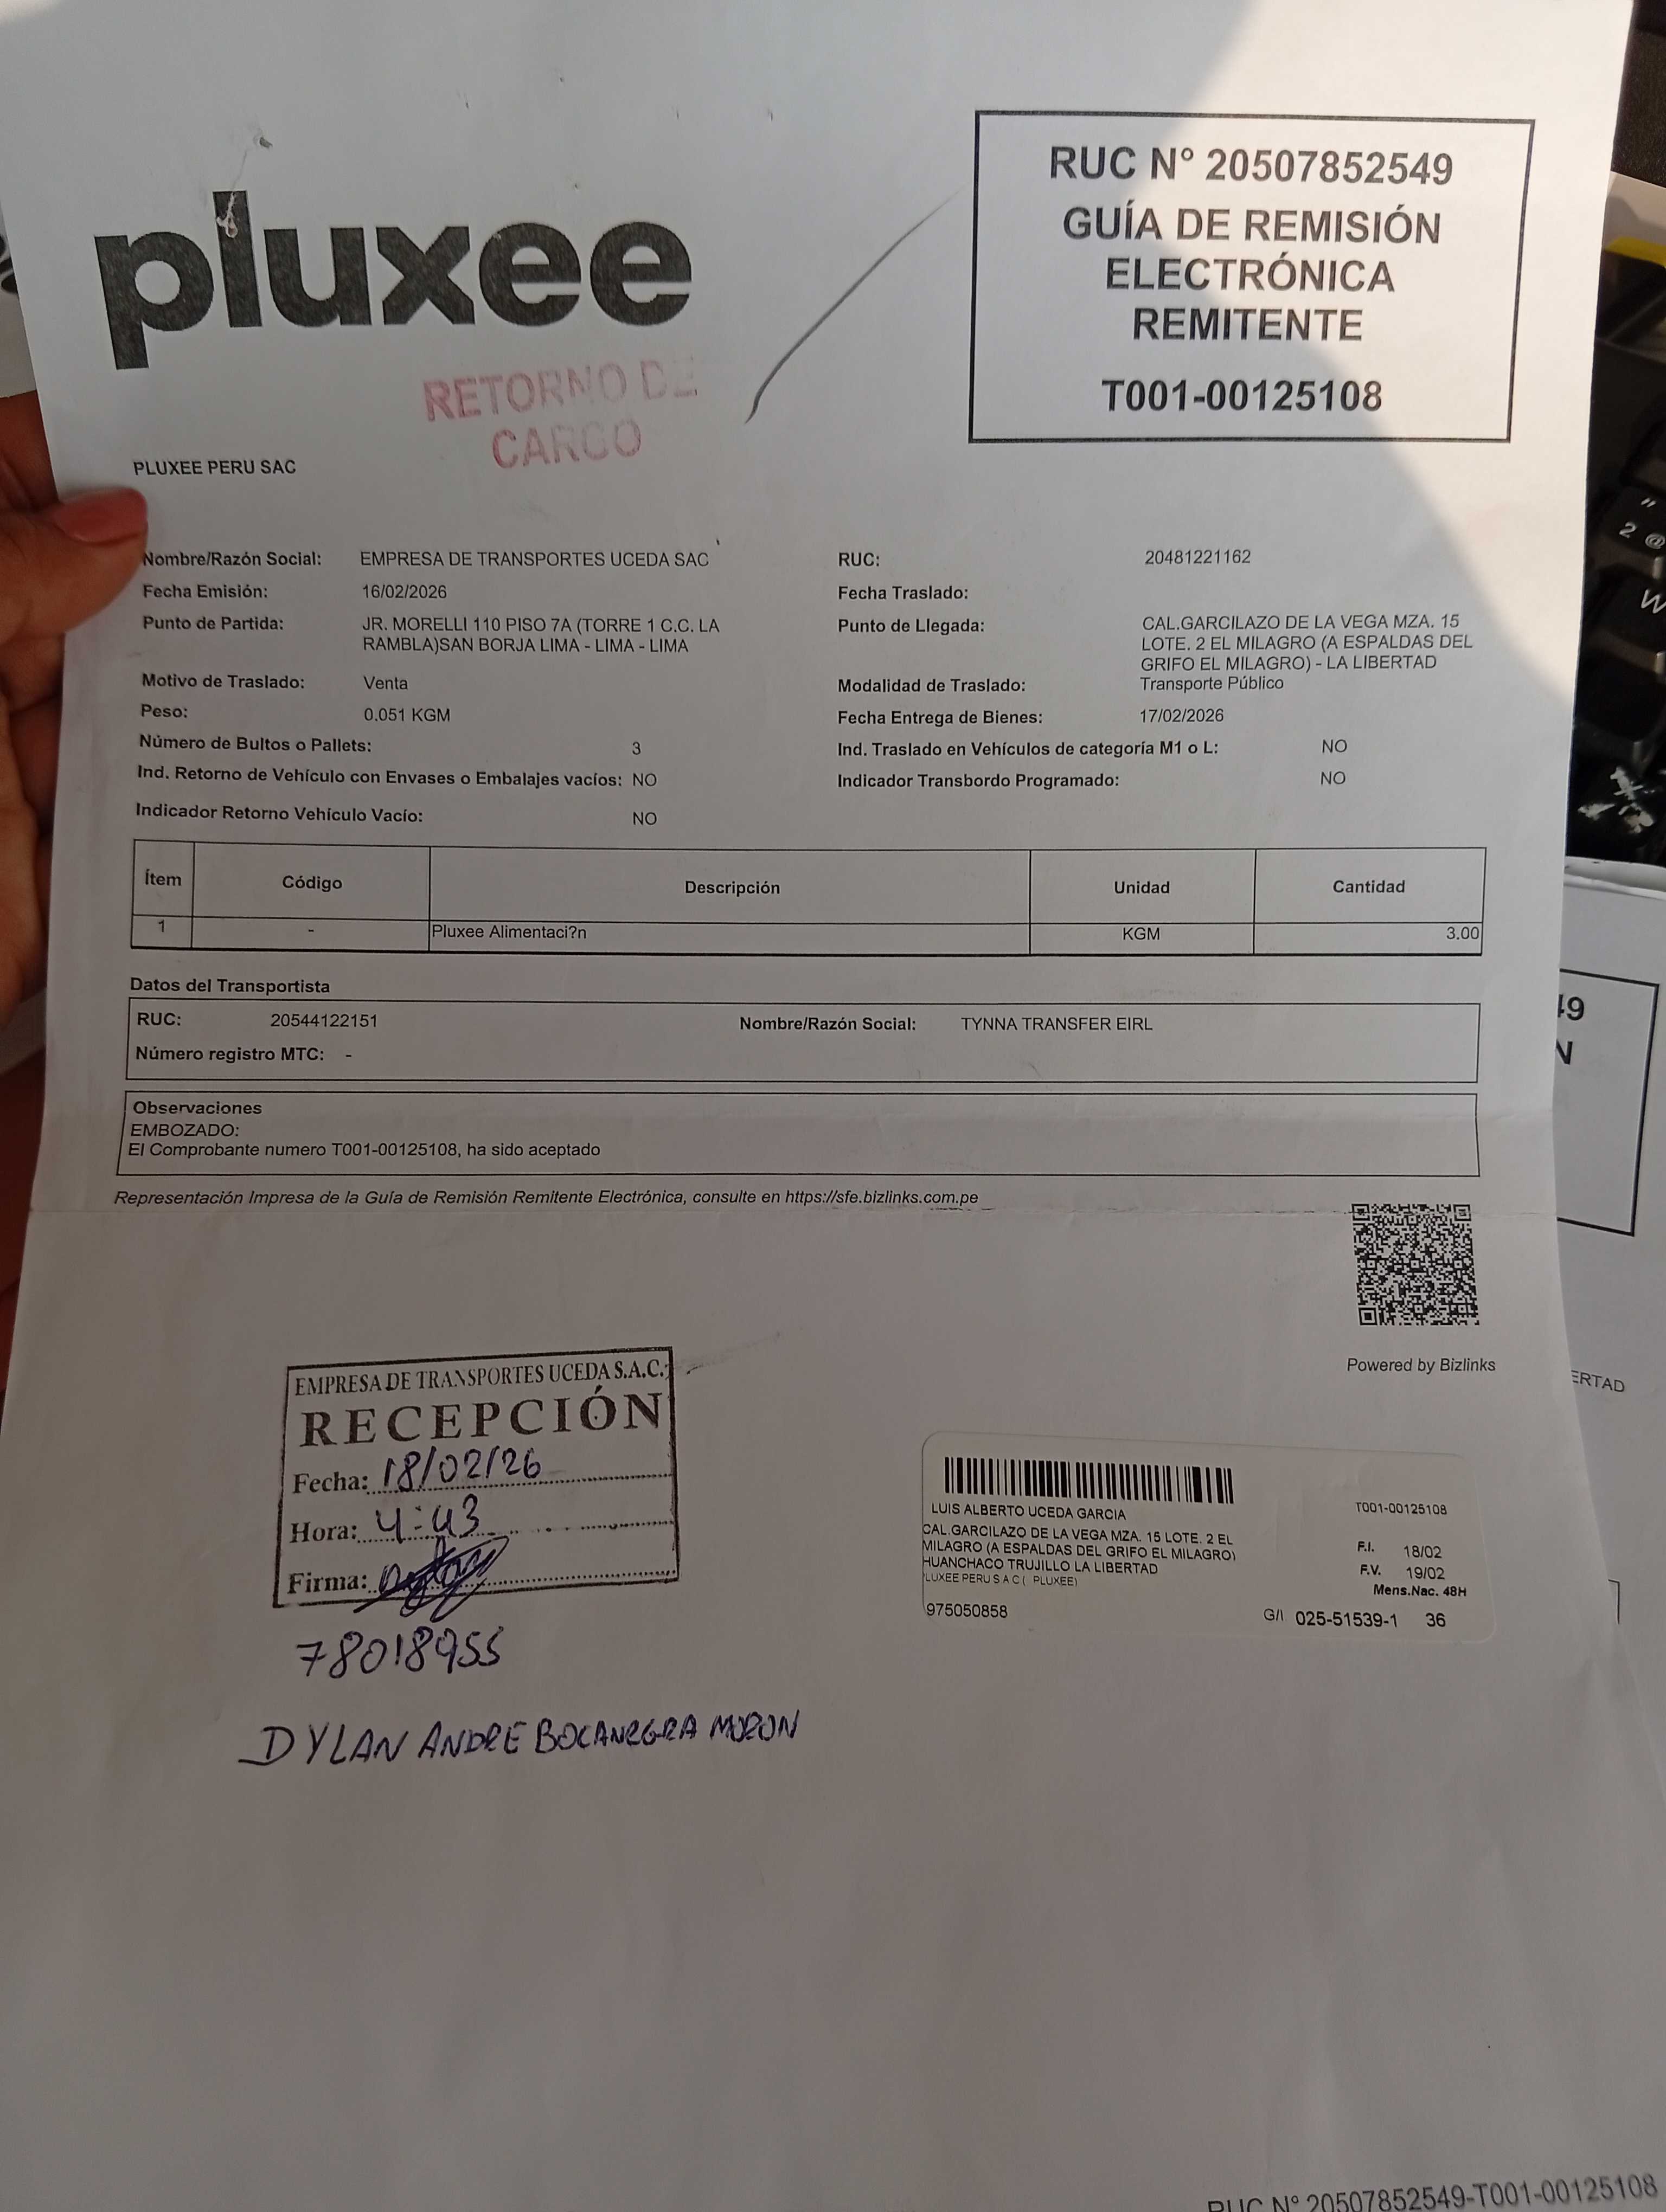 pluxee
RUC N° 20507852549
GUÍA DE REMISIÓN
ELECTRÓNICA
REMITENTE
T001-00125108
RETORNO DE
CARGO
PLUXEE PERU SAC
Nombre/Razón Social: EMPRESA DE TRANSPORTES UCEDA SAC RUC: 20481221162
Fecha Emisión: 16/02/2026 Fecha Traslado:
Punto de Partida: JR. MORELLI 110 PISO 7A (TORRE 1 C.C. LA
RAMBLA)SAN BORJA LIMA - LIMA - LIMA
Punto de Llegada: CAL.GARCILAZO DE LA VEGA MZA. 15
LOTE. 2 EL MILAGRO (A ESPALDAS DEL
GRIFO EL MILAGRO) - LA LIBERTAD
Motivo de Traslado: Venta Modalidad de Traslado: Transporte Público
Peso: 0.051 KGM Fecha Entrega de Bienes: 17/02/2026
Número de Bultos o Pallets: 3 Ind. Traslado en Vehículos de categoría M1 o L: NO
Ind. Retorno de Vehículo con Envases o Embalajes vacíos: NO Indicador Transbordo Programado: NO
Indicador Retorno Vehículo Vacío: NO
Ítem Código Descripción Unidad Cantidad
1 - Pluxee Alimentaci?n KGM 3.00
Datos del Transportista
RUC: 20544122151 Nombre/Razón Social: TYNNA TRANSFER EIRL
Número registro MTC: -
Observaciones
EMBOZADO:
El Comprobante numero T001-00125108, ha sido aceptado
Representación Impresa de la Guía de Remisión Remitente Electrónica, consulte en https://sfe.bizlinks.com.pe
Powered by Bizlinks
EMPRESA DE TRANSPORTES UCEDA S.A.C.
RECEPCIÓN
Fecha: 18/02/26
Hora: 4:43
Firma:
78018955
DYLAN ANDRE BOCANEGRA MORON
LUIS ALBERTO UCEDA GARCIA T001-00125108
CAL.GARCILAZO DE LA VEGA MZA. 15 LOTE. 2 EL
MILAGRO (A ESPALDAS DEL GRIFO EL MILAGRO)
HUANCHACO TRUJILLO LA LIBERTAD
LUXEE PERU S A C ( PLUXEE)
F.I. 18/02
F.V. 19/02
Mens.Nac. 48H
975050858 G/I 025-51539-1 36
RUC N° 20507852549-T001-00125108
49
N
ERTAD
2 @
W